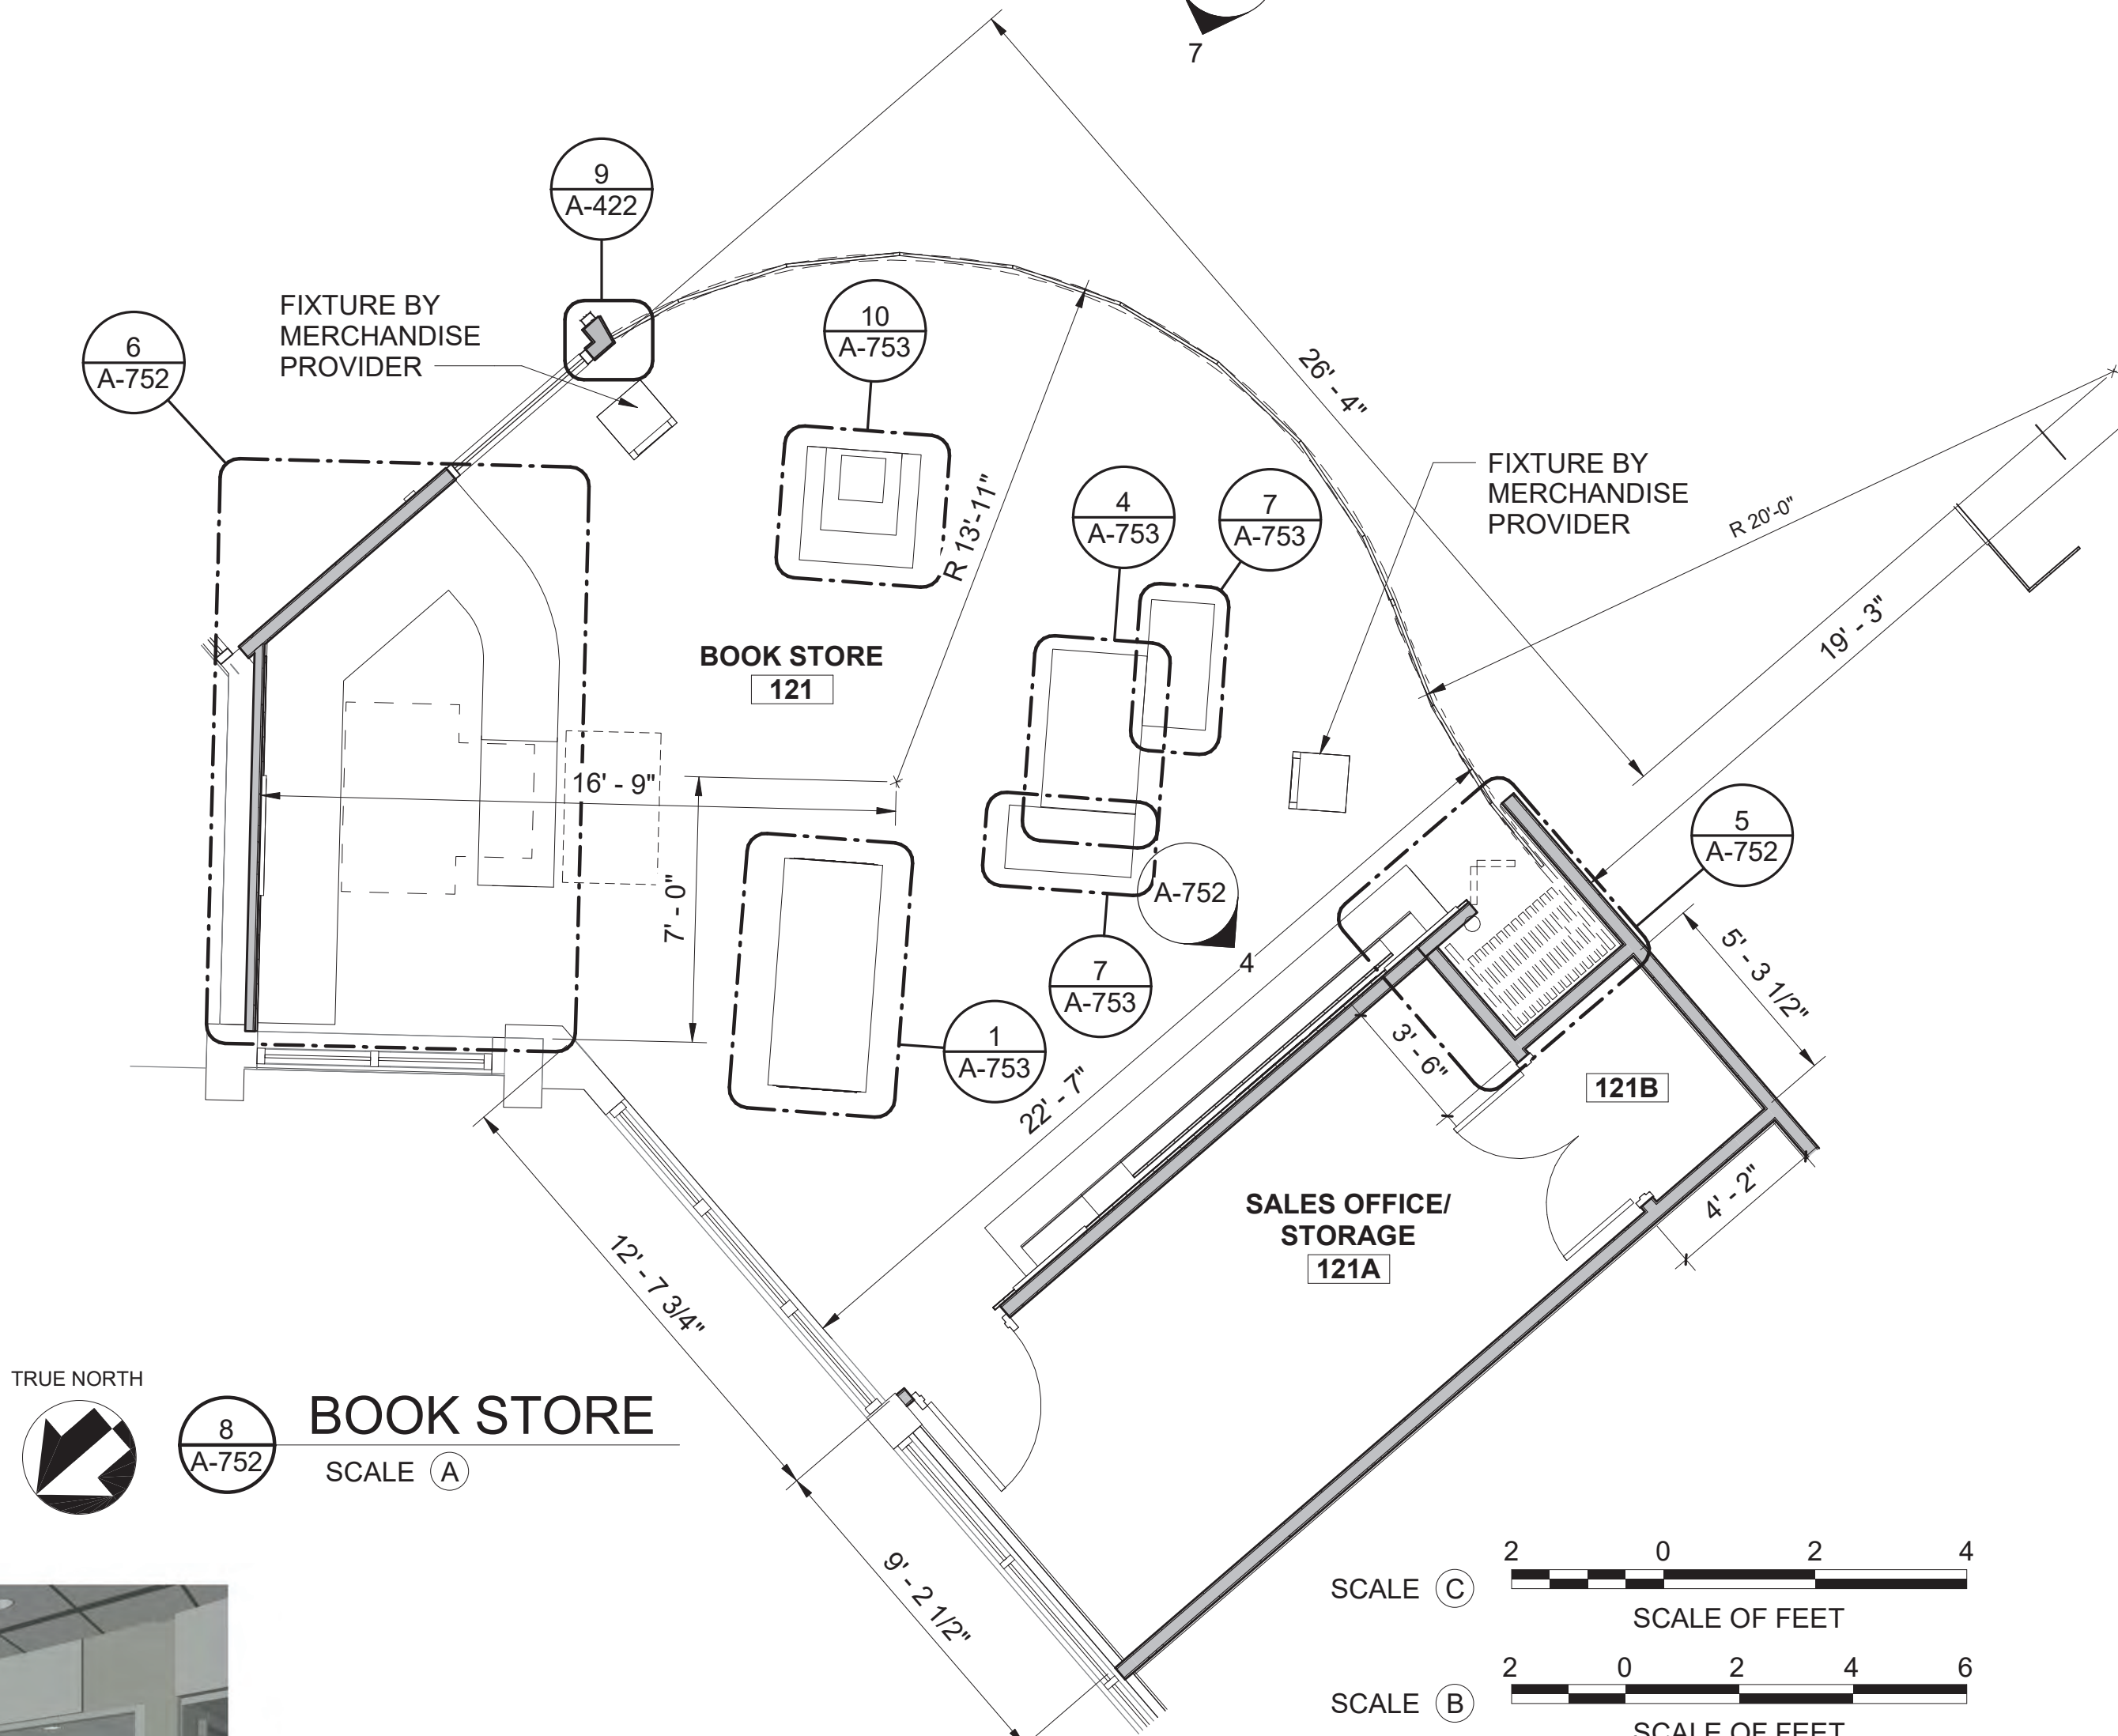 7
9
A-422
FIXTURE BY
MERCHANDISE
PROVIDER
6
A-752
10
A-753
26' - 4"
R 13'-11"
4
A-753
7
A-753
FIXTURE BY
MERCHANDISE
PROVIDER
R 20'-0"
19' - 3"
BOOK STORE
121
16' - 9"
7' - 0"
5
A-752
A-752
4
7
A-753
1
A-753
5' - 3 1/2"
3' - 6"
22' - 7"
121B
4' - 2"
SALES OFFICE/
STORAGE
121A
12' - 7 3/4"
9' - 2 1/2"
TRUE NORTH
8
A-752
BOOK STORE
SCALE A
2 0 2 4
SCALE C
SCALE OF FEET
2 0 2 4 6
SCALE B
SCALE OF FEET